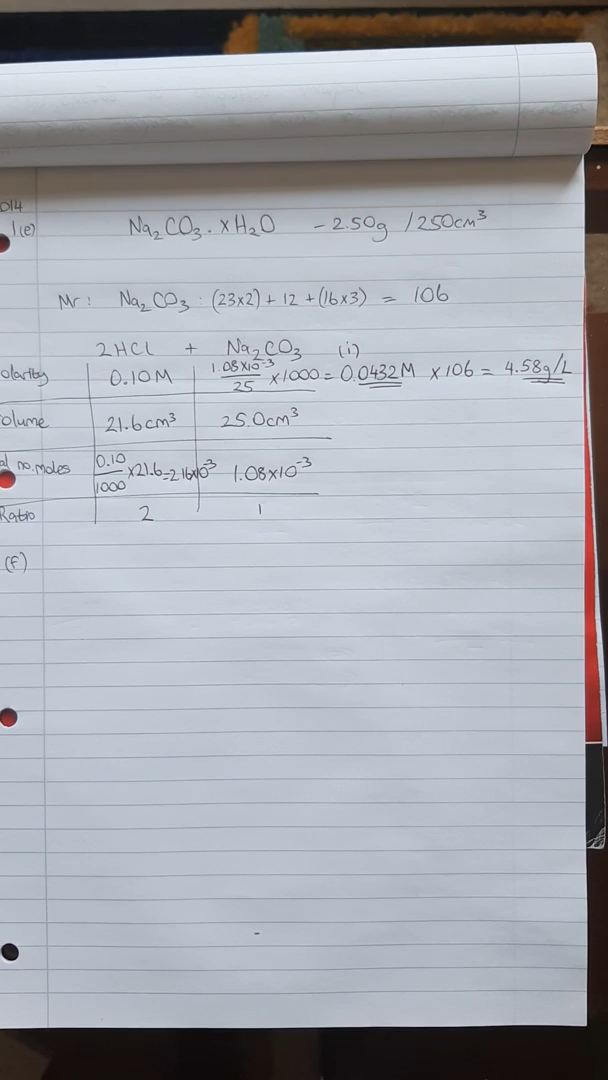 014
1(e) Na₂CO₃.xH₂O - 2.50g /250cm³
Mr: Na₂CO₃: (23x2) + 12 + (16x3) = 106
2HCl + Na₂CO₃ (i)
olarity 0.10M 1.08x10⁻³/25 x1000 = 0.0432M x106 = 4.58g/L
olume 21.6cm³ 25.0cm³
no. moles 0.10/1000 x21.6=2.16x10⁻³ 1.08x10⁻³
Ratio 2 1
(f)